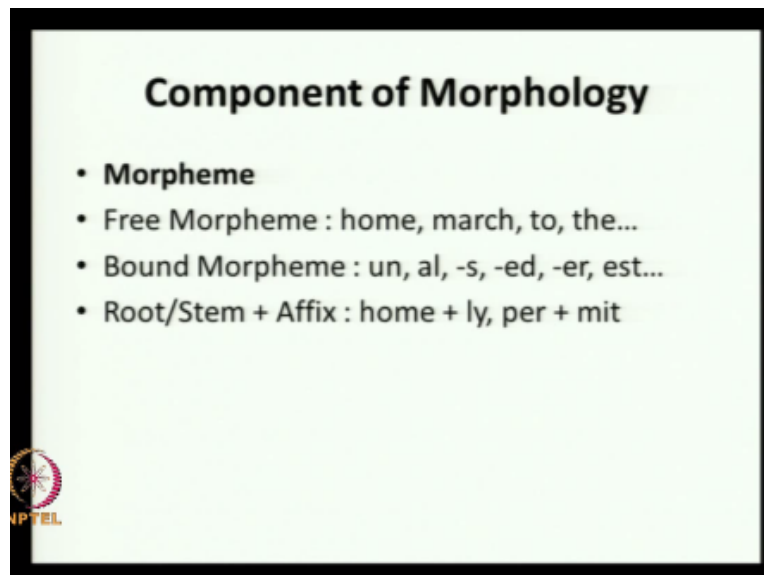 Component of Morphology
• Morpheme
• Free Morpheme : home, march, to, the...
• Bound Morpheme : un, al, -s, -ed, -er, est...
• Root/Stem + Affix : home + ly, per + mit
NPTEL